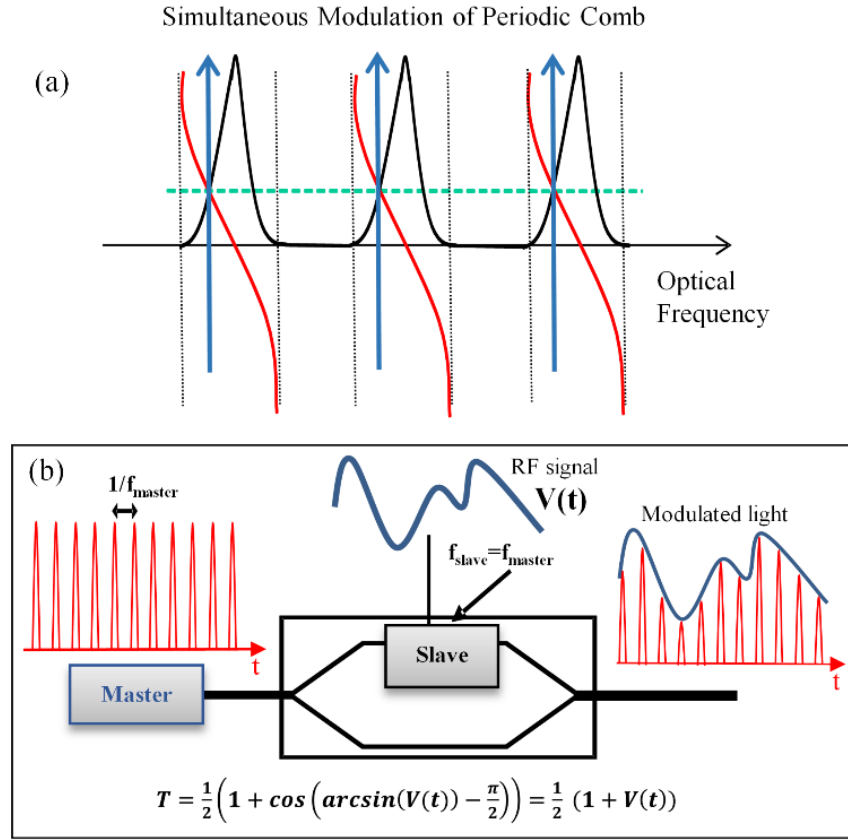 Simultaneous Modulation of Periodic Comb
(a)
Optical
Frequency
(b)
1/f_master
RF signal
V(t)
Modulated light
f_slave=f_master
t
Slave
t
Master
T = 1/2 (1 + cos (arcsin(V(t)) − π/2)) = 1/2 (1 + V(t))